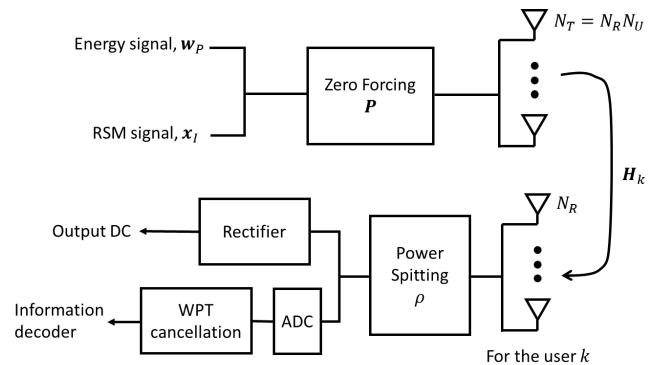 Energy signal, w_P
N_T = N_R N_U
Zero Forcing
P
RSM signal, x_I
H_k
N_R
Output DC
Rectifier
Power
Spitting
ρ
Information
decoder
WPT
cancellation
ADC
For the user k